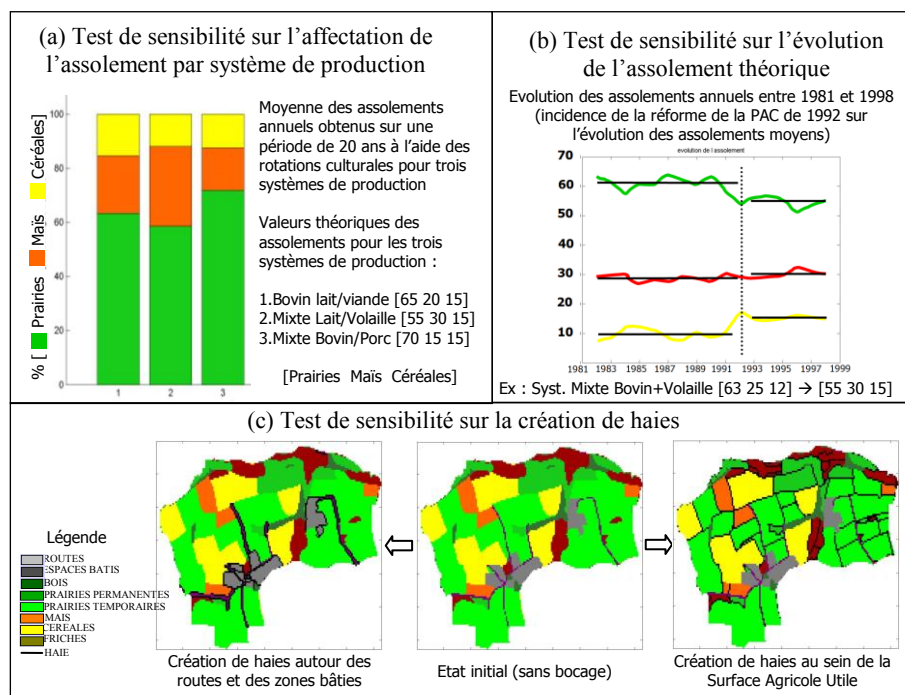 (a) Test de sensibilité sur l'affectation de
l'assolement par système de production
% [ Prairies Maïs Céréales]
100
80
60
40
20
0
1
2
3
Moyenne des assolements
annuels obtenus sur une
période de 20 ans à l'aide des
rotations culturales pour trois
systèmes de production
Valeurs théoriques des
assolements pour les trois
systèmes de production :
1.Bovin lait/viande [65 20 15]
2.Mixte Lait/Volaille [55 30 15]
3.Mixte Bovin/Porc [70 15 15]
[Prairies Maïs Céréales]
(b) Test de sensibilité sur l'évolution
de l'assolement théorique
Evolution des assolements annuels entre 1981 et 1998
(incidence de la réforme de la PAC de 1992 sur
l'évolution des assolements moyens)
evolution de l assolement
70
60
50
40
30
20
10
1981 1983 1985 1987 1989 1991 1993 1995 1997 1999
Ex : Syst. Mixte Bovin+Volaille [63 25 12] → [55 30 15]
(c) Test de sensibilité sur la création de haies
Légende
ROUTES
ESPACES BATIS
BOIS
PRAIRIES PERMANENTES
PRAIRIES TEMPORAIRES
MAIS
CEREALES
FRICHES
HAIE
Création de haies autour des
routes et des zones bâties
Etat initial (sans bocage)
Création de haies au sein de la
Surface Agricole Utile